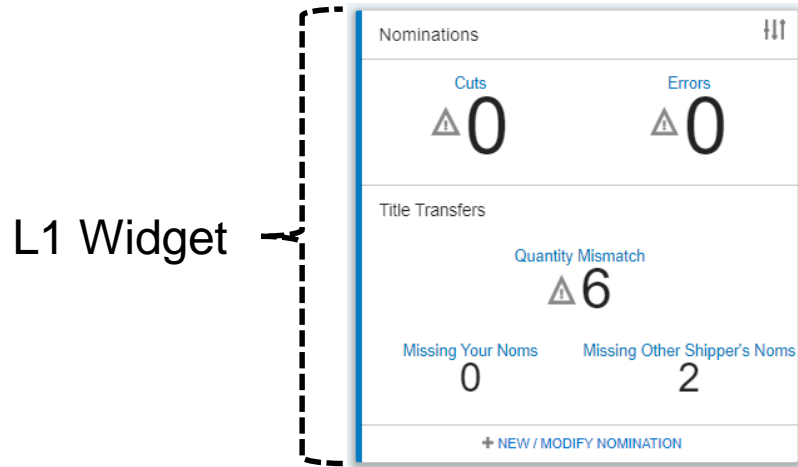 Nominations
Cuts Errors
0 0
L1 Widget
Title Transfers
Quantity Mismatch
6
Missing Your Noms Missing Other Shipper's Noms
0 2
+ NEW / MODIFY NOMINATION